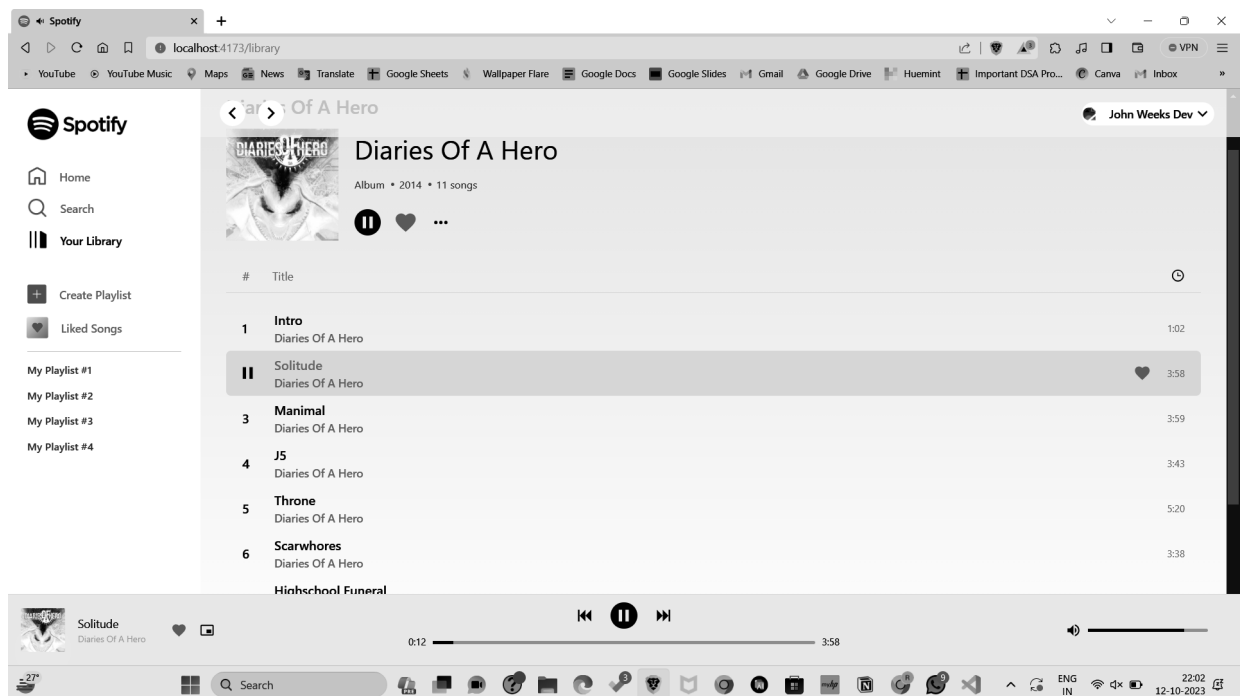 Spotify
localhost:4173/library
VPN
YouTube
YouTube Music
Maps
News
Translate
Google Sheets
Wallpaper Flare
Google Docs
Google Slides
Gmail
Google Drive
Huemint
Important DSA Pro...
Canva
Inbox
»
Spotify
Home
Search
Your Library
Create Playlist
Liked Songs
My Playlist #1
My Playlist #2
My Playlist #3
My Playlist #4
Of A Hero
John Weeks Dev
DIARIES OF HERO
Diaries Of A Hero
Album • 2014 • 11 songs
# Title
1 Intro 1:02
Diaries Of A Hero
Solitude 3:58
Diaries Of A Hero
3 Manimal 3:59
Diaries Of A Hero
4 J5 3:43
Diaries Of A Hero
5 Throne 5:20
Diaries Of A Hero
6 Scarwhores 3:38
Diaries Of A Hero
Highschool Funeral
Solitude
Diaries Of A Hero
0:12 3:58
27°
Search
3
9
ENG
IN
22:02
12-10-2023